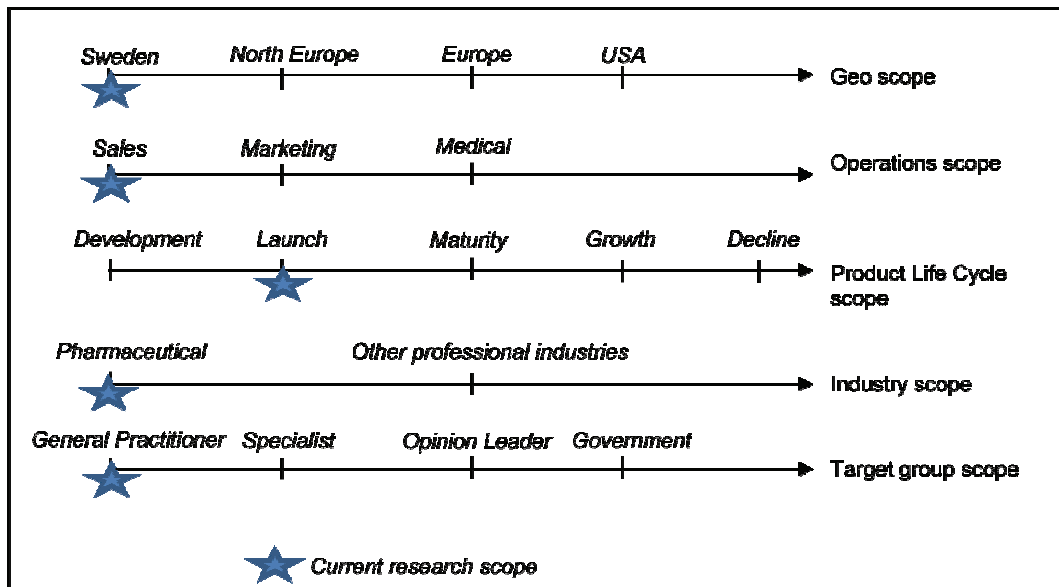 Sweden North Europe Europe USA
Geo scope
Sales Marketing Medical
Operations scope
Development Launch Maturity Growth Decline
Product Life Cycle
scope
Pharmaceutical Other professional industries
Industry scope
General Practitioner Specialist Opinion Leader Government
Target group scope
Current research scope